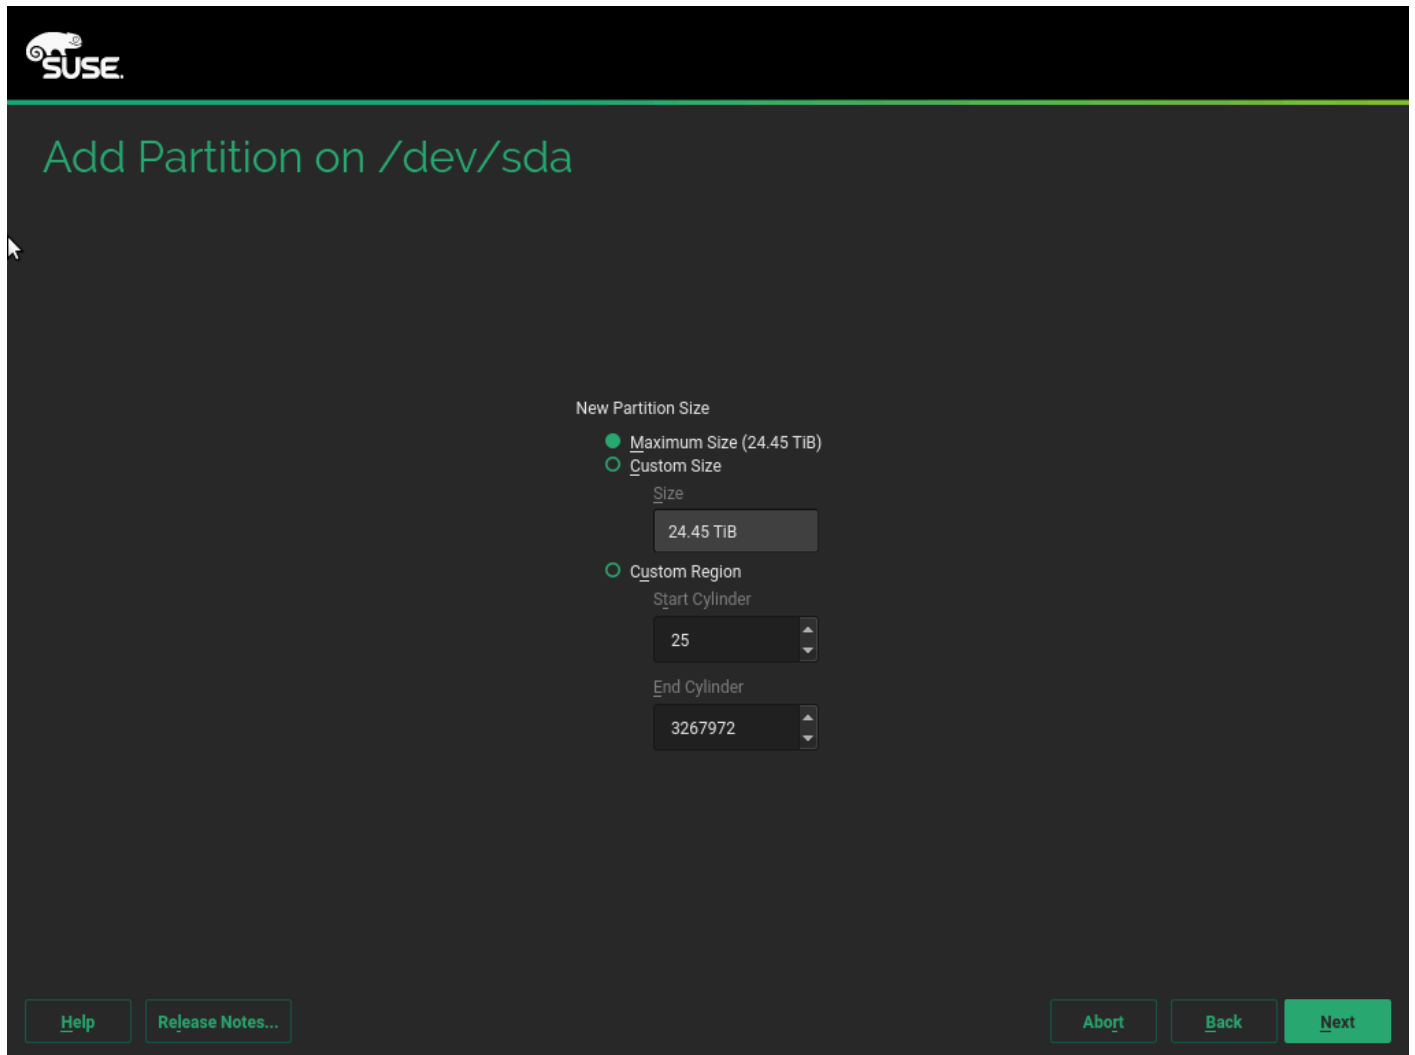 SUSE.
Add Partition on /dev/sda
New Partition Size
Maximum Size (24.45 TiB)
Custom Size
Size
24.45 TiB
Custom Region
Start Cylinder
25
End Cylinder
3267972
Help
Release Notes...
Abort
Back
Next